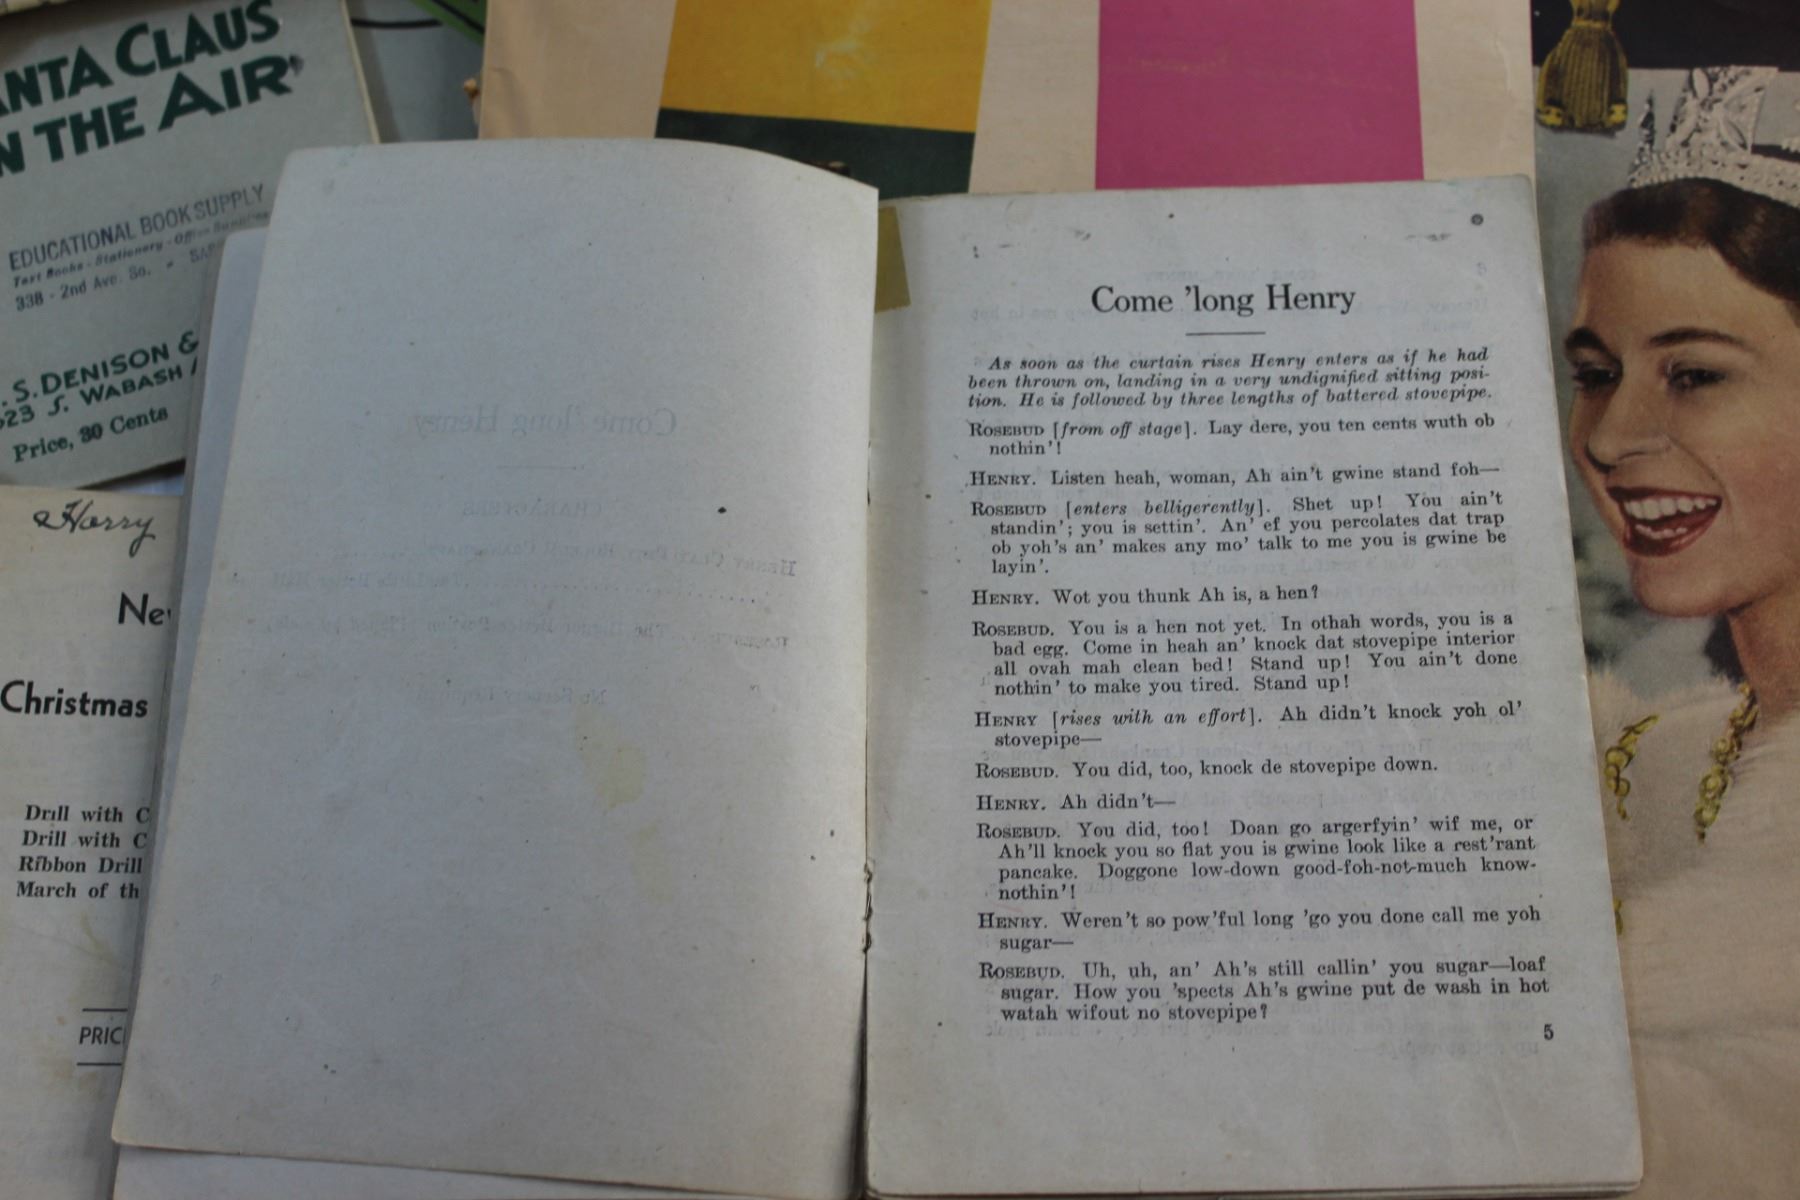 ANTA CLAUS
N THE AIR
EDUCATIONAL BOOK SUPPLY
Text Books - Stationery - Office Supplies
338 - 2nd Ave. So. -
. S. DENISON &
623 S. WABASH
Price, 30 Cents
Harry
Christmas
Drill with C
Drill with C
Ribbon Drill
March of th
PRIC
Come 'long Henry
As soon as the curtain rises Henry enters as if he had
been thrown on, landing in a very undignified sitting posi-
tion. He is followed by three lengths of battered stovepipe.
ROSEBUD [from off stage]. Lay dere, you ten cents wuth ob
nothin'!
HENRY. Listen heah, woman, Ah ain't gwine stand foh—
ROSEBUD [enters belligerently]. Shet up! You ain't
standin'; you is settin'. An' ef you percolates dat trap
ob yoh's an' makes any mo' talk to me you is gwine be
layin'.
HENRY. Wot you thunk Ah is, a hen?
ROSEBUD. You is a hen not yet. In othah words, you is a
bad egg. Come in heah an' knock dat stovepipe interior
all ovah mah clean bed! Stand up! You ain't done
nothin' to make you tired. Stand up!
HENRY [rises with an effort]. Ah didn't knock yoh ol'
stovepipe—
ROSEBUD. You did, too, knock de stovepipe down.
HENRY. Ah didn't—
ROSEBUD. You did, too! Doan go argerfyin' wif me, or
Ah'll knock you so flat you is gwine look like a rest'rant
pancake. Doggone low-down good-foh-not-much know-
nothin'!
HENRY. Weren't so pow'ful long 'go you done call me yoh
sugar—
ROSEBUD. Uh, uh, an' Ah's still callin' you sugar—loaf
sugar. How you 'spects Ah's gwine put de wash in hot
watah wifout no stovepipe?
5